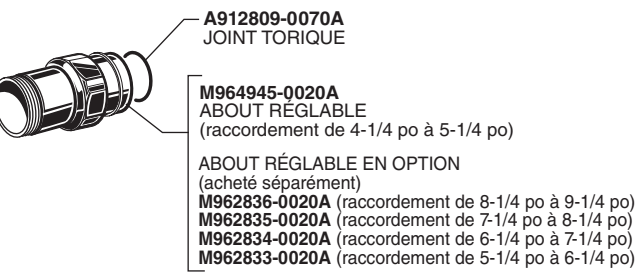 A912809-0070A
JOINT TORIQUE
M964945-0020A
ABOUT RÉGLABLE
(raccordement de 4-1/4 po à 5-1/4 po)
ABOUT RÉGLABLE EN OPTION
(acheté séparément)
M962836-0020A (raccordement de 8-1/4 po à 9-1/4 po)
M962835-0020A (raccordement de 7-1/4 po à 8-1/4 po)
M962834-0020A (raccordement de 6-1/4 po à 7-1/4 po)
M962833-0020A (raccordement de 5-1/4 po à 6-1/4 po)